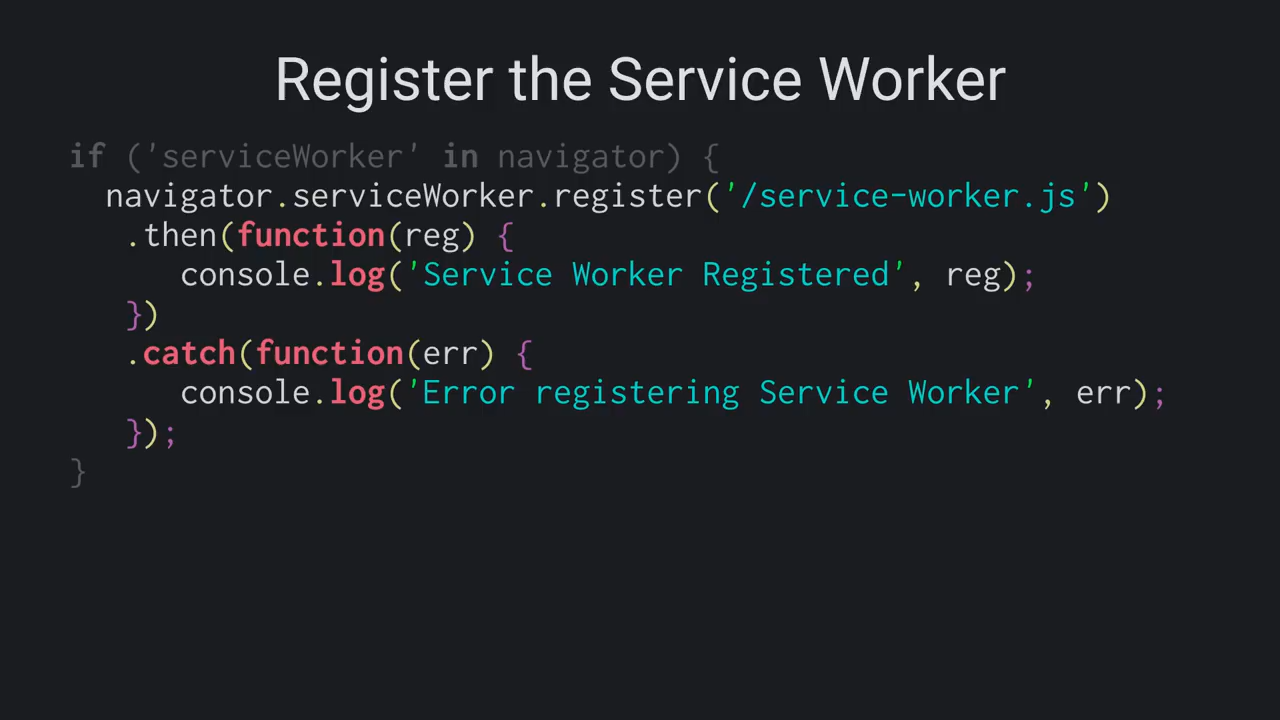 Register the Service Worker
if ('serviceWorker' in navigator) {
  navigator.serviceWorker.register('/service-worker.js')
   .then(function(reg) {
      console.log('Service Worker Registered', reg);
   })
   .catch(function(err) {
      console.log('Error registering Service Worker', err);
   });
}